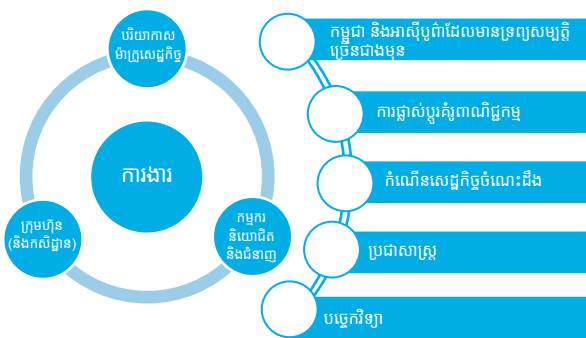 បរិយាកាស
ម៉ាក្រូសេដ្ឋកិច្ច
ការងារ
ក្រុមហ៊ុន
(និងកសិដ្ឋាន)
កម្មករ
និយោជិត
និងជំនាញ
កម្ពុជា និងអាស៊ីបូព៌ាដែលមានទ្រព្យសម្បត្តិ
ច្រើនជាងមុន
ការផ្លាស់ប្តូរគំរូពាណិជ្ជកម្ម
កំណើនសេដ្ឋកិច្ចចំណេះដឹង
ប្រជាសាស្ត្រ
បច្ចេកវិទ្យា